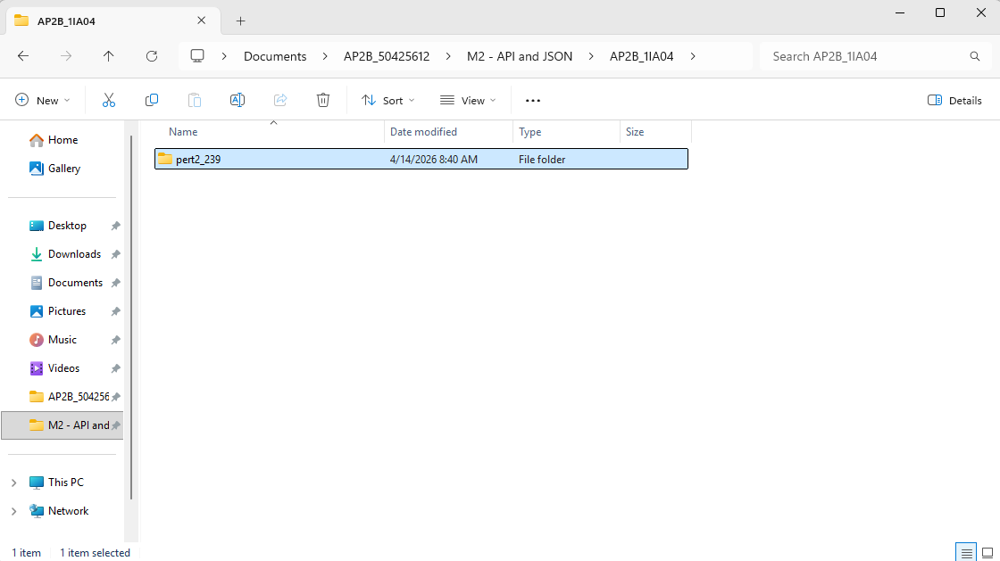 AP2B_1IA04
Documents > AP2B_50425612 > M2 - API and JSON > AP2B_1IA04 >
Search AP2B_1IA04
New
Sort
View
Details
Name Date modified Type Size
pert2_239 4/14/2026 8:40 AM File folder
Home
Gallery
Desktop
Downloads
Documents
Pictures
Music
Videos
AP2B_504256
M2 - API and
This PC
Network
1 item 1 item selected